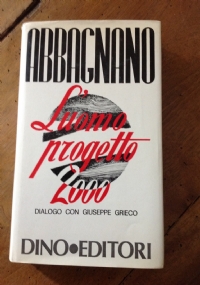 ABBAGNANO
L'uomo
progetto
2000
DIALOGO CON GIUSEPPE GRIECO
DINO•EDITORI